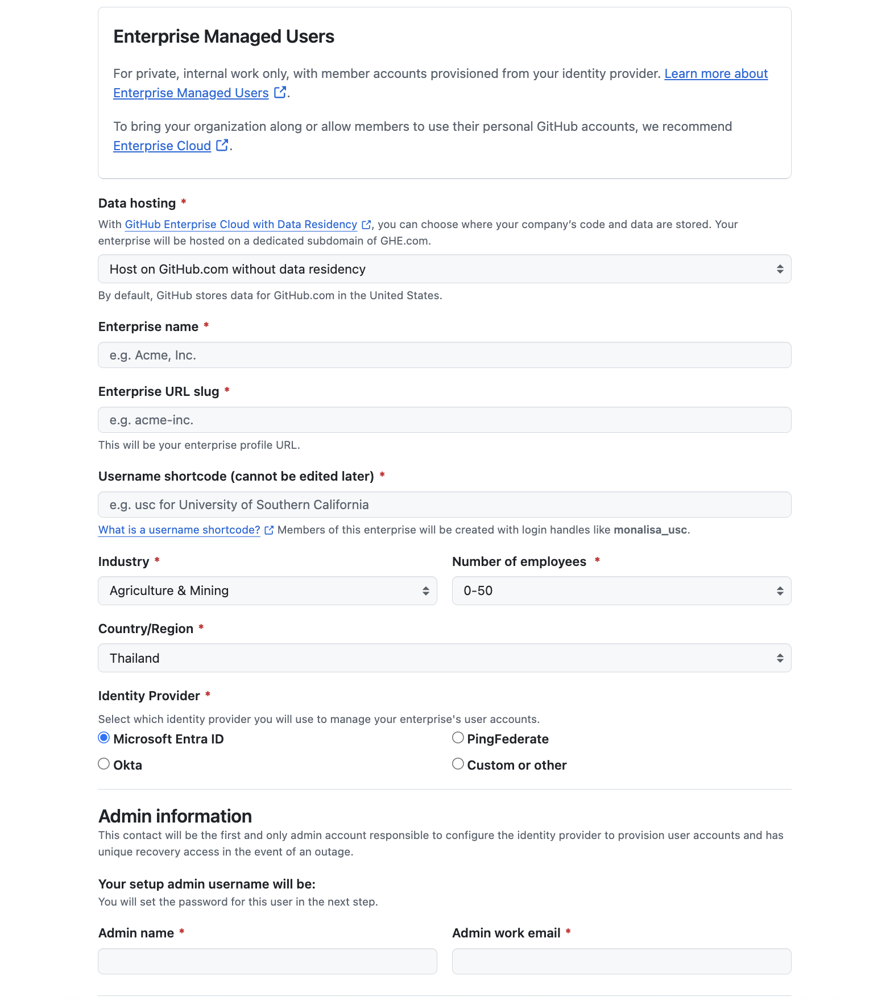 Enterprise Managed Users
For private, internal work only, with member accounts provisioned from your identity provider. Learn more about
Enterprise Managed Users.
To bring your organization along or allow members to use their personal GitHub accounts, we recommend
Enterprise Cloud.
Data hosting *
With GitHub Enterprise Cloud with Data Residency, you can choose where your company’s code and data are stored. Your
enterprise will be hosted on a dedicated subdomain of GHE.com.
Host on GitHub.com without data residency
By default, GitHub stores data for GitHub.com in the United States.
Enterprise name *
e.g. Acme, Inc.
Enterprise URL slug *
e.g. acme-inc.
This will be your enterprise profile URL.
Username shortcode (cannot be edited later) *
e.g. usc for University of Southern California
What is a username shortcode? Members of this enterprise will be created with login handles like monalisa_usc.
Industry *
Number of employees *
Agriculture & Mining
0-50
Country/Region *
Thailand
Identity Provider *
Select which identity provider you will use to manage your enterprise's user accounts.
Microsoft Entra ID
PingFederate
Okta
Custom or other
Admin information
This contact will be the first and only admin account responsible to configure the identity provider to provision user accounts and has
unique recovery access in the event of an outage.
Your setup admin username will be:
You will set the password for this user in the next step.
Admin name *
Admin work email *